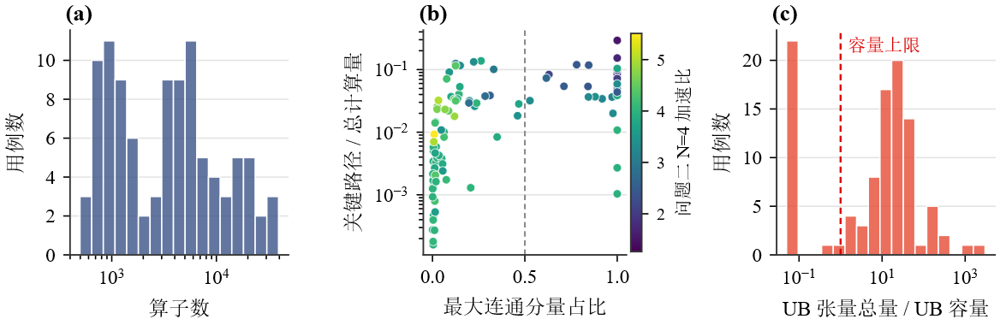 (a)
10
8
6
4
2
0
10³
10⁴
用例数
算子数
(b)
10⁻¹
10⁻²
10⁻³
0.0
0.5
1.0
关键路径 / 总计算量
最大连通分量占比
5
4
3
2
问题二 N=4 加速比
(c)
容量上限
20
15
10
5
0
10⁻¹
10¹
10³
用例数
UB 张量总量 / UB 容量